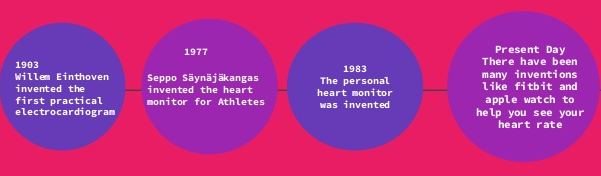 1903
Willem Einthoven
invented the
first practical
electrocardiogram
1977
Seppo Säynäjäkangas
invented the heart
monitor for Athletes
1983
The personal
heart monitor
was invented
Present Day
There have been
many inventions
like fitbit and
apple watch to
help you see your
heart rate